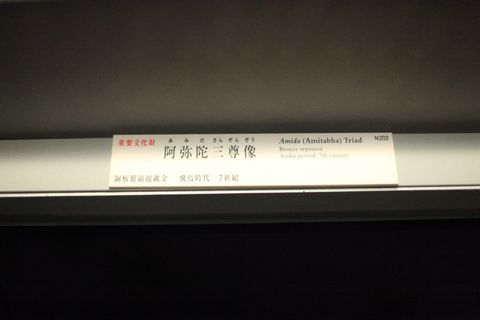 重要文化財
あみださんぞんぞう
阿弥陀三尊像
銅板製鎚起鍍金 飛鳥時代 7世紀
Amida (Amitabha) Triad
N202
Bronze repoussé
Asuka period, 7th century